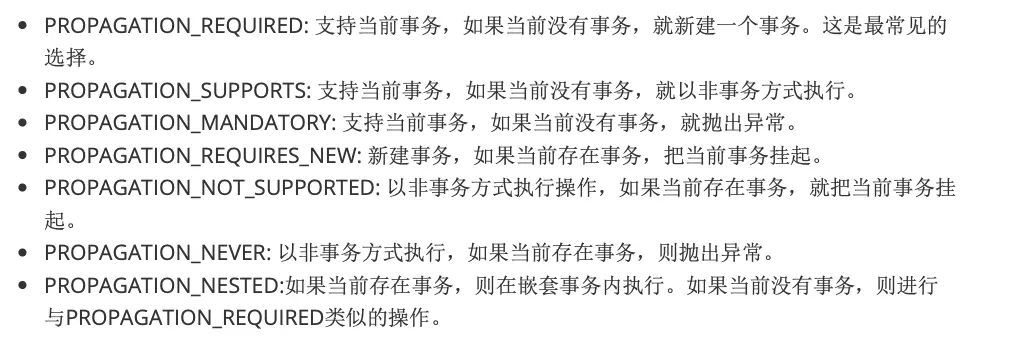 • PROPAGATION_REQUIRED: 支持当前事务，如果当前没有事务，就新建一个事务。这是最常见的
选择。
• PROPAGATION_SUPPORTS: 支持当前事务，如果当前没有事务，就以非事务方式执行。
• PROPAGATION_MANDATORY: 支持当前事务，如果当前没有事务，就抛出异常。
• PROPAGATION_REQUIRES_NEW: 新建事务，如果当前存在事务，把当前事务挂起。
• PROPAGATION_NOT_SUPPORTED: 以非事务方式执行操作，如果当前存在事务，就把当前事务挂
起。
• PROPAGATION_NEVER: 以非事务方式执行，如果当前存在事务，则抛出异常。
• PROPAGATION_NESTED:如果当前存在事务，则在嵌套事务内执行。如果当前没有事务，则进行
与PROPAGATION_REQUIRED类似的操作。